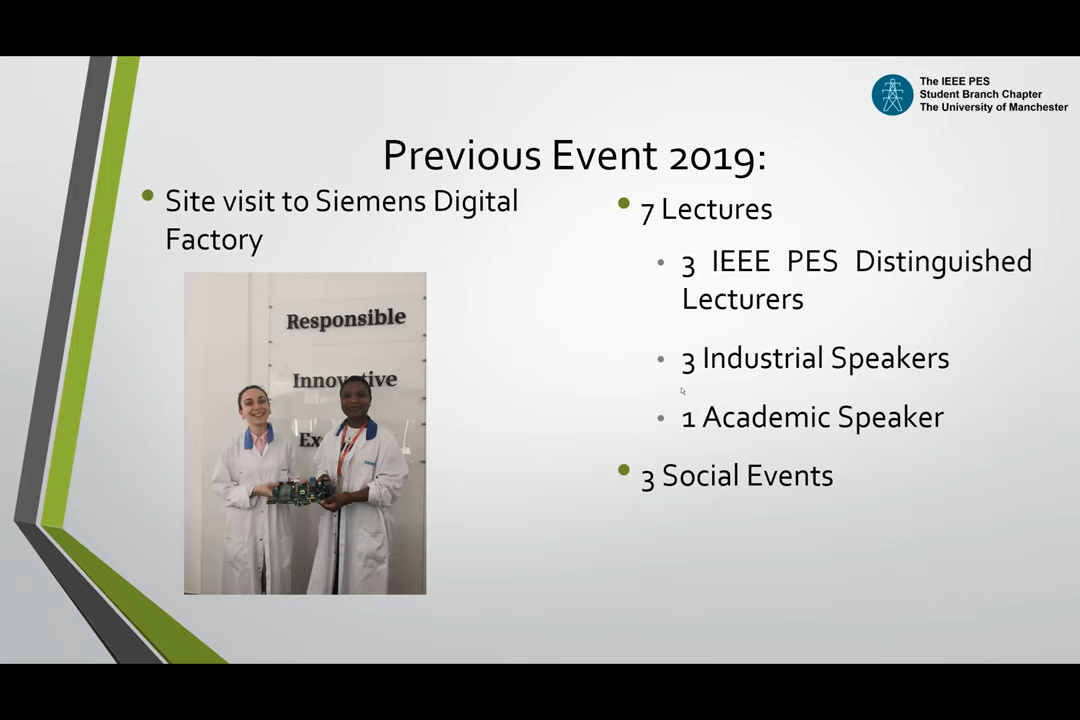 The IEEE PES
Student Branch Chapter
The University of Manchester
Previous Event 2019:
Site visit to Siemens Digital
Factory
Responsible
Innovative
7 Lectures
3 IEEE PES Distinguished
Lecturers
3 Industrial Speakers
1 Academic Speaker
3 Social Events